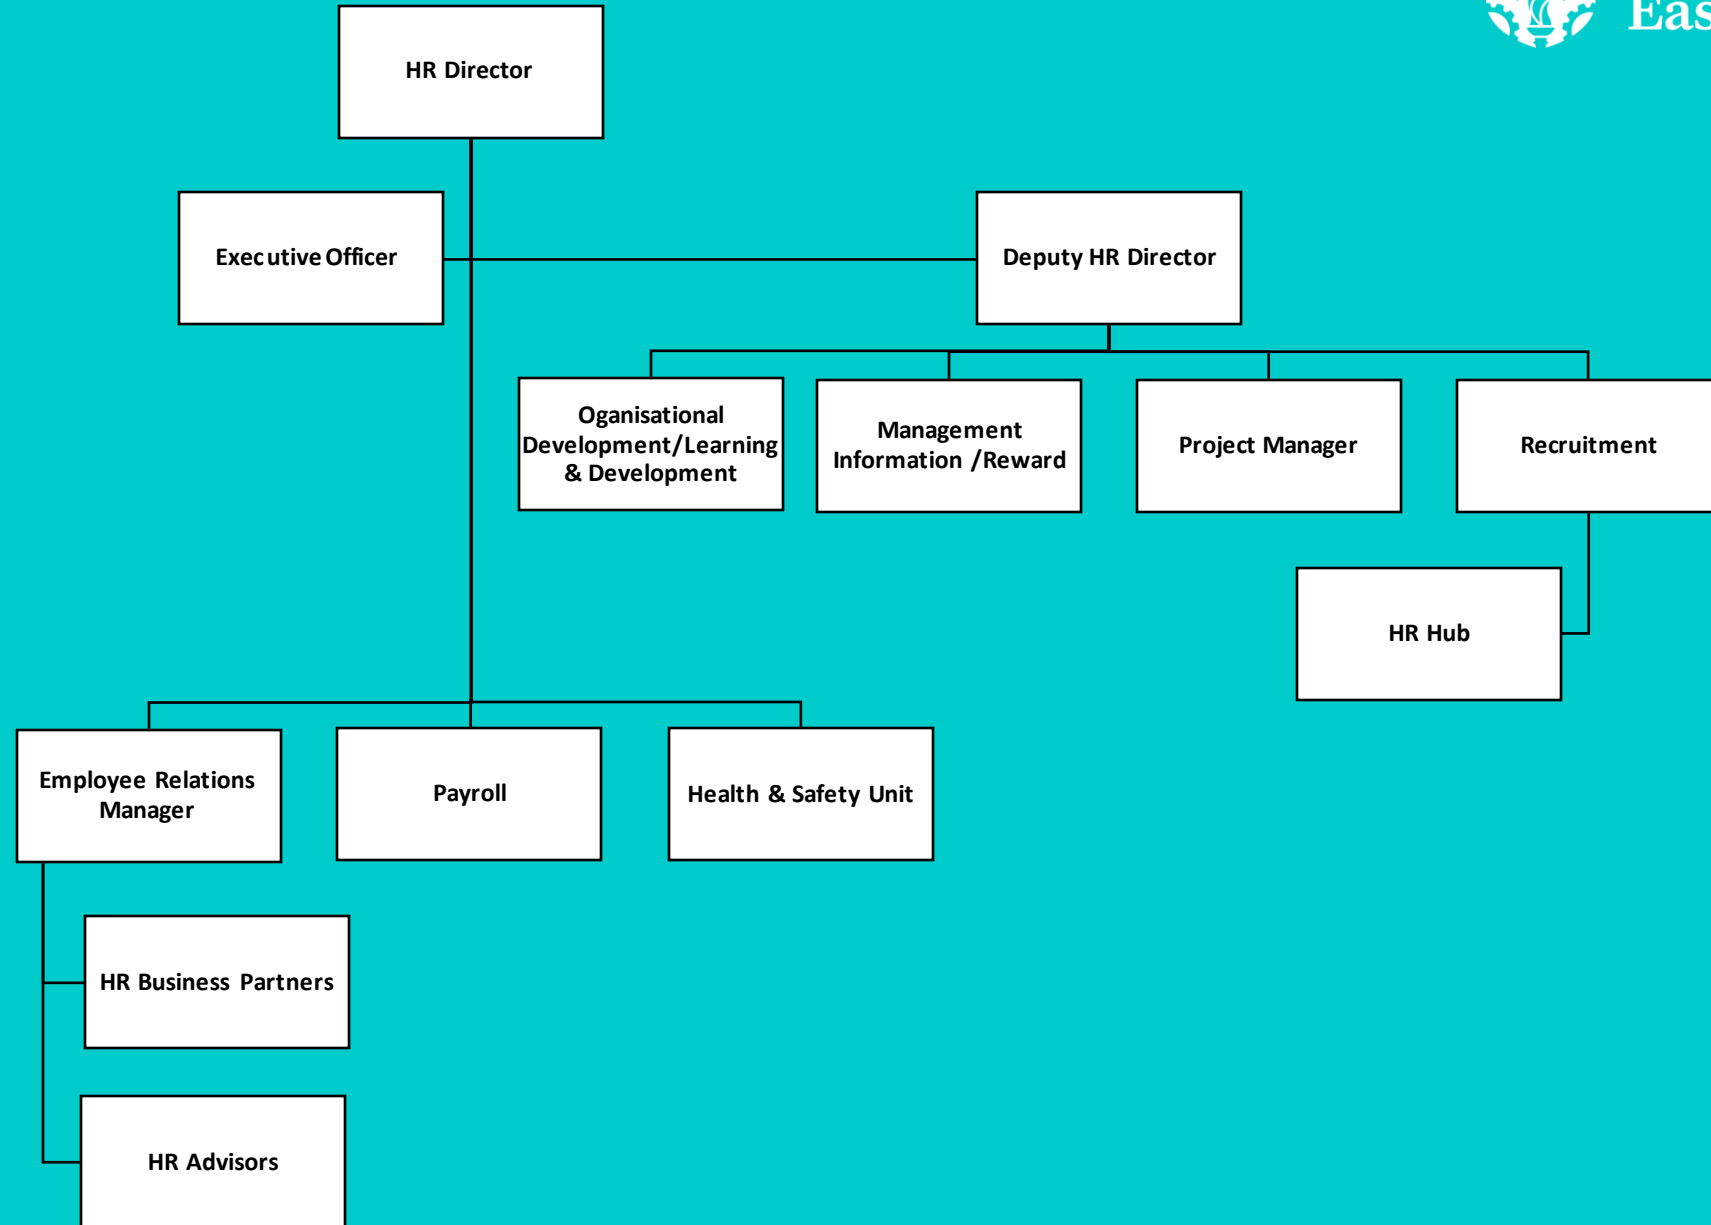 Eas
HR Director
Executive Officer
Deputy HR Director
Oganisational
Development/Learning
& Development
Management
Information /Reward
Project Manager
Recruitment
HR Hub
Employee Relations
Manager
Payroll
Health & Safety Unit
HR Business Partners
HR Advisors